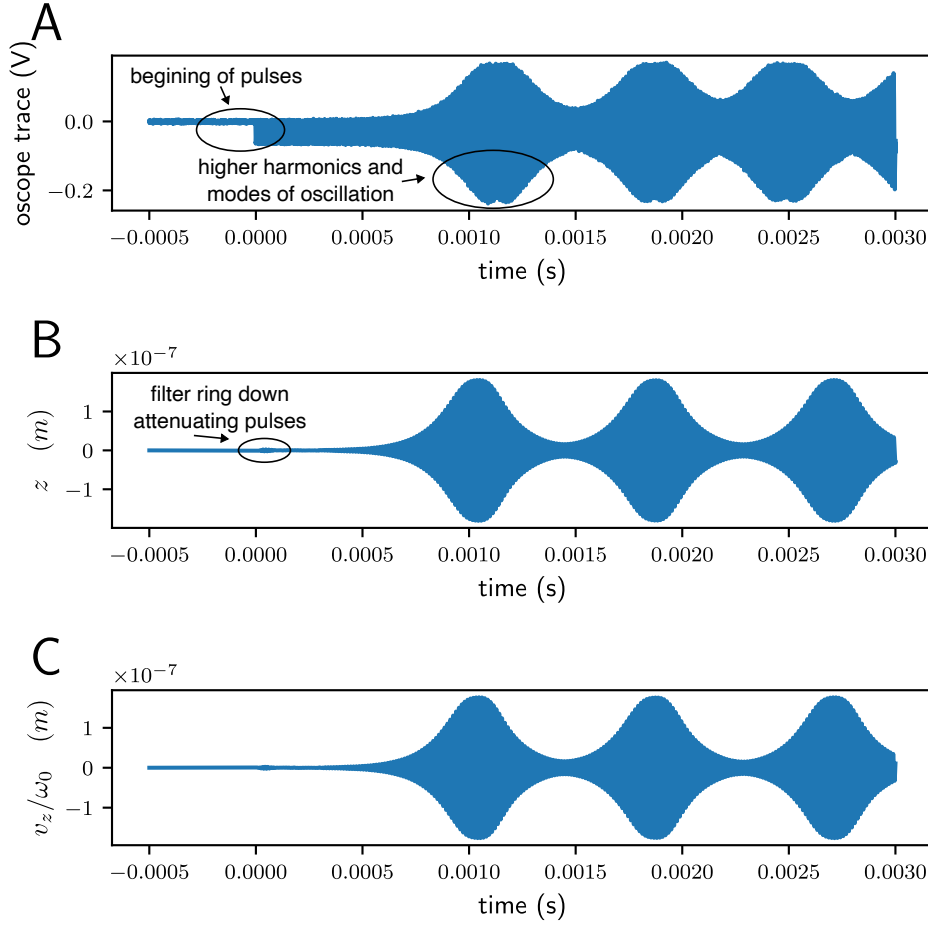 A
oscope trace (V)
begining of pulses
higher harmonics and
modes of oscillation
0.0
−0.2
−0.0005 0.0000 0.0005 0.0010 0.0015 0.0020 0.0025 0.0030
time (s)
B
×10⁻⁷
z (m)
filter ring down
attenuating pulses
1
0
−1
−0.0005 0.0000 0.0005 0.0010 0.0015 0.0020 0.0025 0.0030
time (s)
C
×10⁻⁷
v_z/ω_0 (m)
1
0
−1
−0.0005 0.0000 0.0005 0.0010 0.0015 0.0020 0.0025 0.0030
time (s)